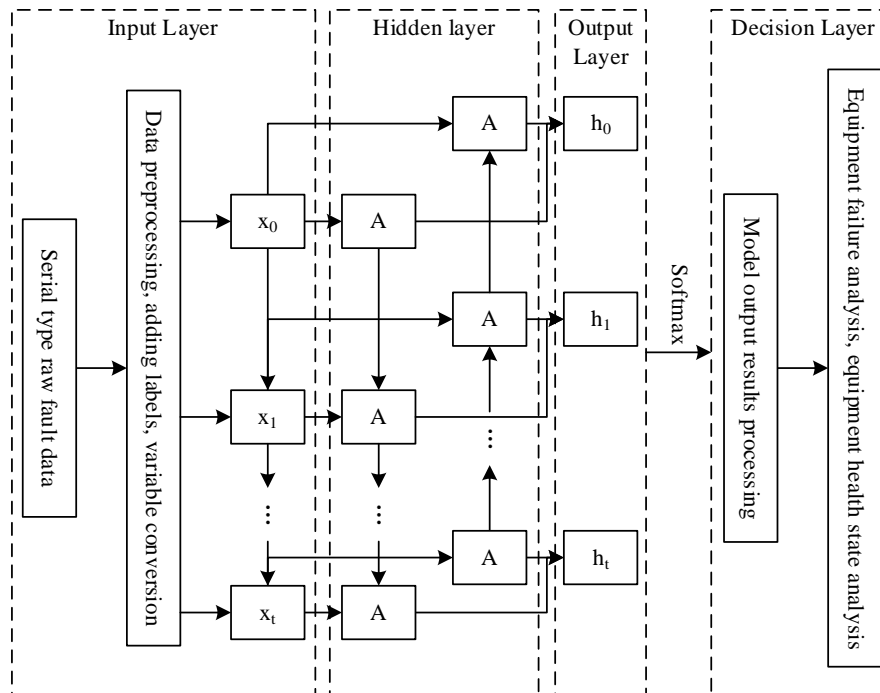 Input Layer
Hidden layer
Output
Layer
Decision Layer
Serial type raw fault data
Data preprocessing, adding labels, variable conversion
x0
x1
...
xt
A
A
A
A
...
...
A
A
h0
h1
ht
Softmax
Model output results processing
Equipment failure analysis, equipment health state analysis